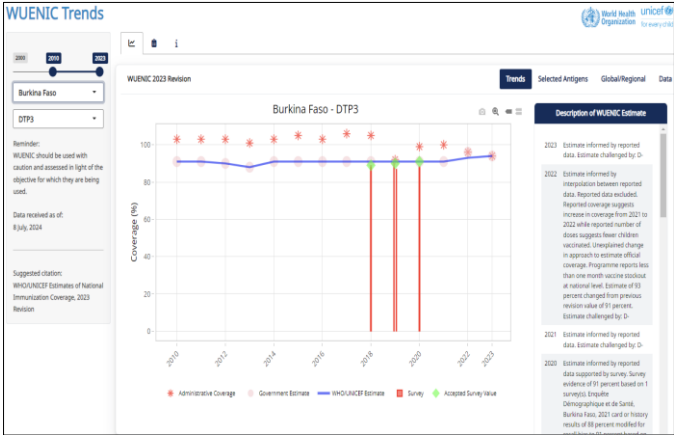 WUENIC Trends
World Health
Organization
unicef
for every child
2000
2010
2023
Burkina Faso
DTP3
Reminder:
WUENIC should be used with
caution and assessed in light of the
objective for which they are being
used.
Data received as of:
8 July, 2024
Suggested citation:
WHO/UNICEF Estimates of National
Immunization Coverage, 2023
Revision
WUENIC 2023 Revision
Trends
Selected Antigens
Global/Regional
Data
Burkina Faso - DTP3
Coverage (%)
100
80
60
40
20
0
2010
2012
2014
2016
2018
2020
2022
2023
Administrative Coverage
Government Estimate
WHO/UNICEF Estimate
Survey
Accepted Survey Value
Description of WUENIC Estimate
2023 Estimate informed by reported
data. Estimate challenged by: D-
2022 Estimate informed by
interpolation between reported
data. Reported data excluded.
Reported coverage suggests
increase in coverage from 2021 to
2022 while reported number of
doses suggests fewer children
vaccinated. Unexplained change
in approach to estimate official
coverage. Programme reports less
than one month vaccine stockout
at national level. Estimate of 93
percent changed from previous
revision value of 91 percent.
Estimate challenged by: D-
2021 Estimate informed by reported
data. Estimate challenged by: D-
2020 Estimate informed by reported
data supported by survey. Survey
evidence of 91 percent based on 1
survey(s). Enquête
Démographique et de Santé,
Burkina Faso, 2021 card or history
results of 88 percent modified for